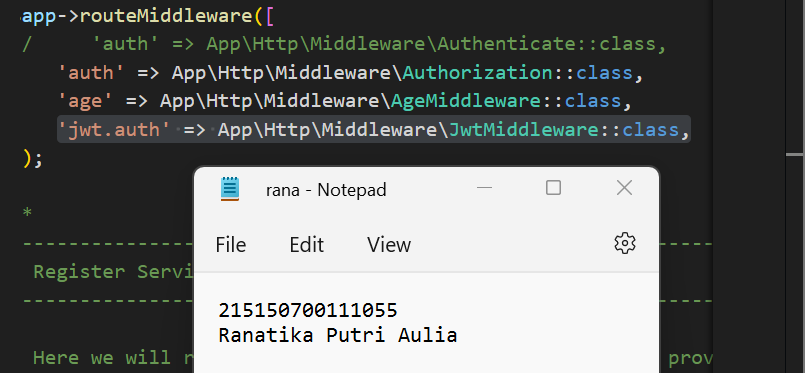 app->routeMiddleware([
/ 'auth' => App\Http\Middleware\Authenticate::class,
'auth' => App\Http\Middleware\Authorization::class,
'age' => App\Http\Middleware\AgeMiddleware::class,
'jwt.auth' => App\Http\Middleware\JwtMiddleware::class,
);
*
Register Servi
Here we will r
prov
rana - Notepad
File Edit View
215150700111055
Ranatika Putri Aulia